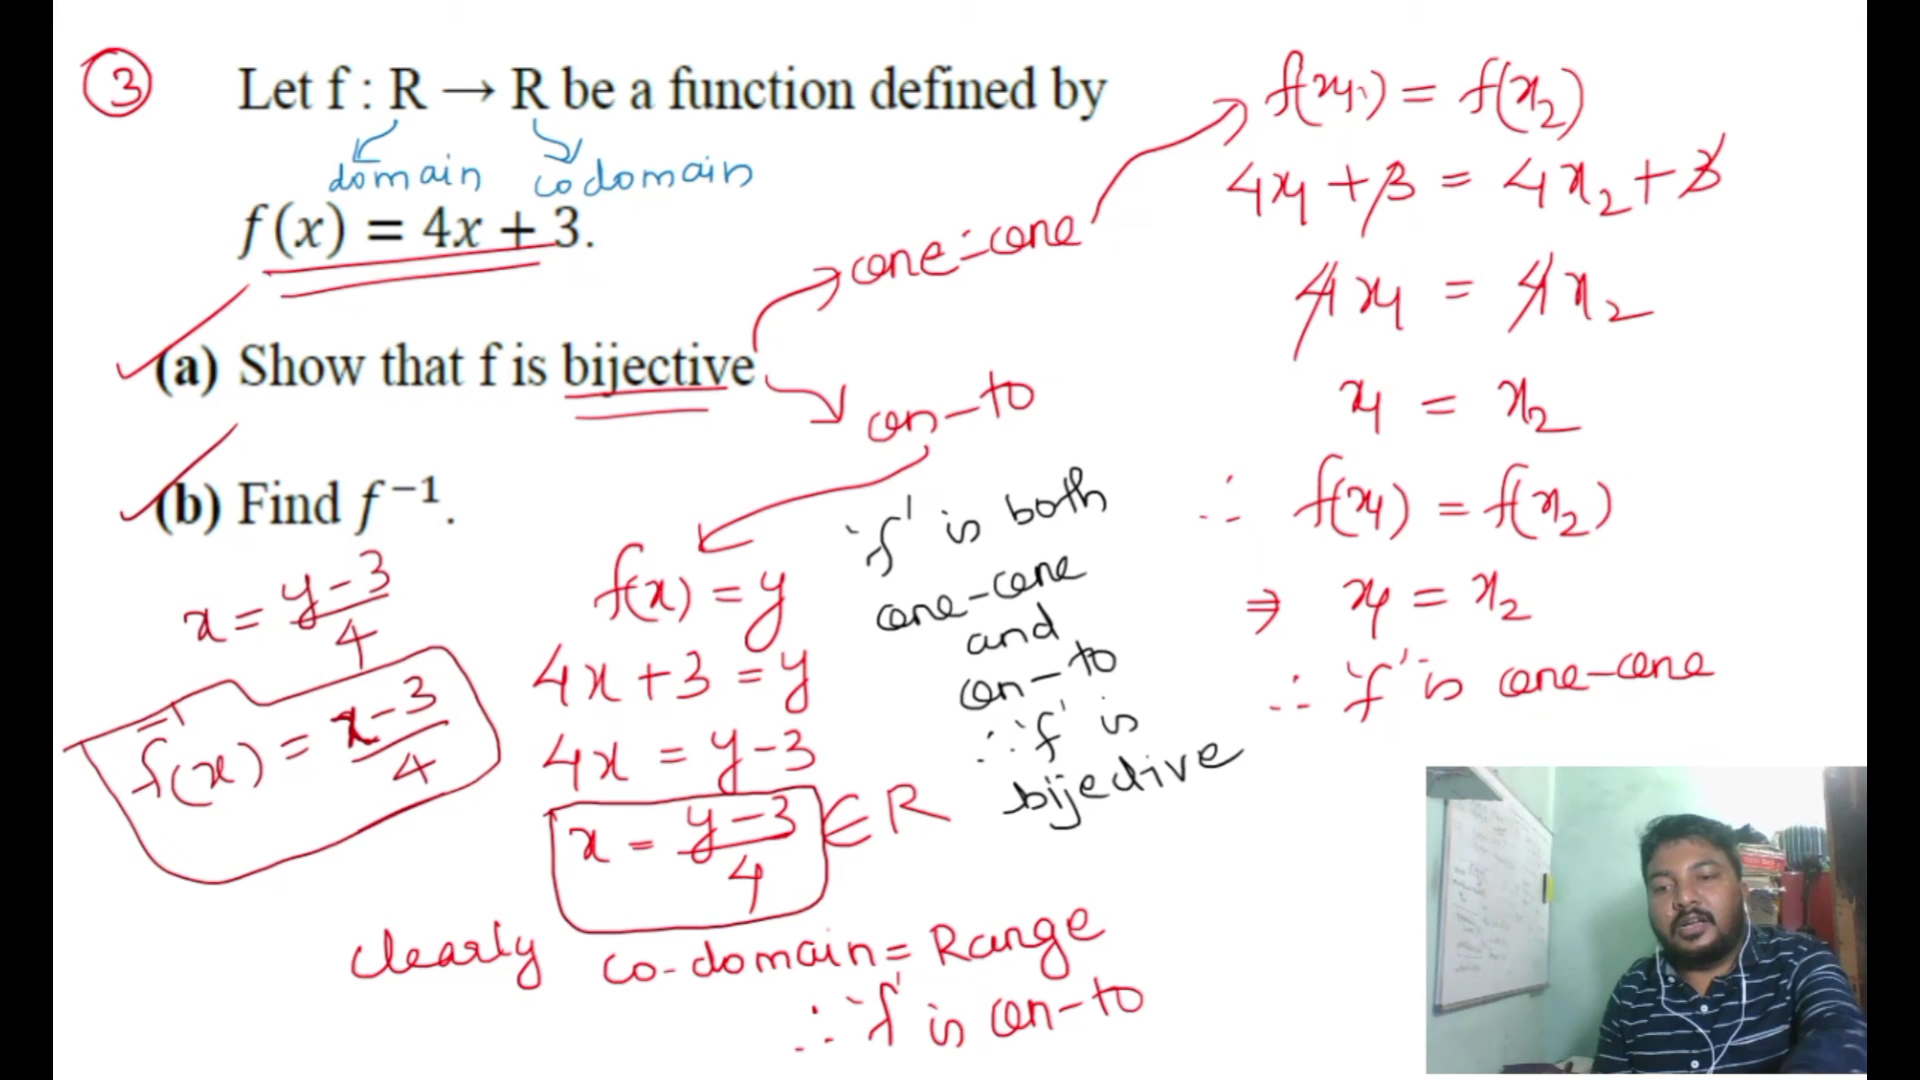 3
Let f : R → R be a function defined by
domain codomain
f(x) = 4x + 3.
(a) Show that f is bijective
(b) Find f⁻¹.
one-one
on-to
f(x₁) = f(x₂)
4x₁ + 3 = 4x₂ + 3
4x₁ = 4x₂
x₁ = x₂
∴ f(x₁) = f(x₂)
⇒ x₁ = x₂
∴ 'f' is one-one
f(x) = y
4x + 3 = y
4x = y - 3
x = (y - 3)/4 ∈ R
clearly co-domain = Range
∴ 'f' is on-to
'f' is both
one-one
and
on-to
∴ 'f' is
bijective
x = (y - 3)/4
f⁻¹(x) = (x - 3)/4